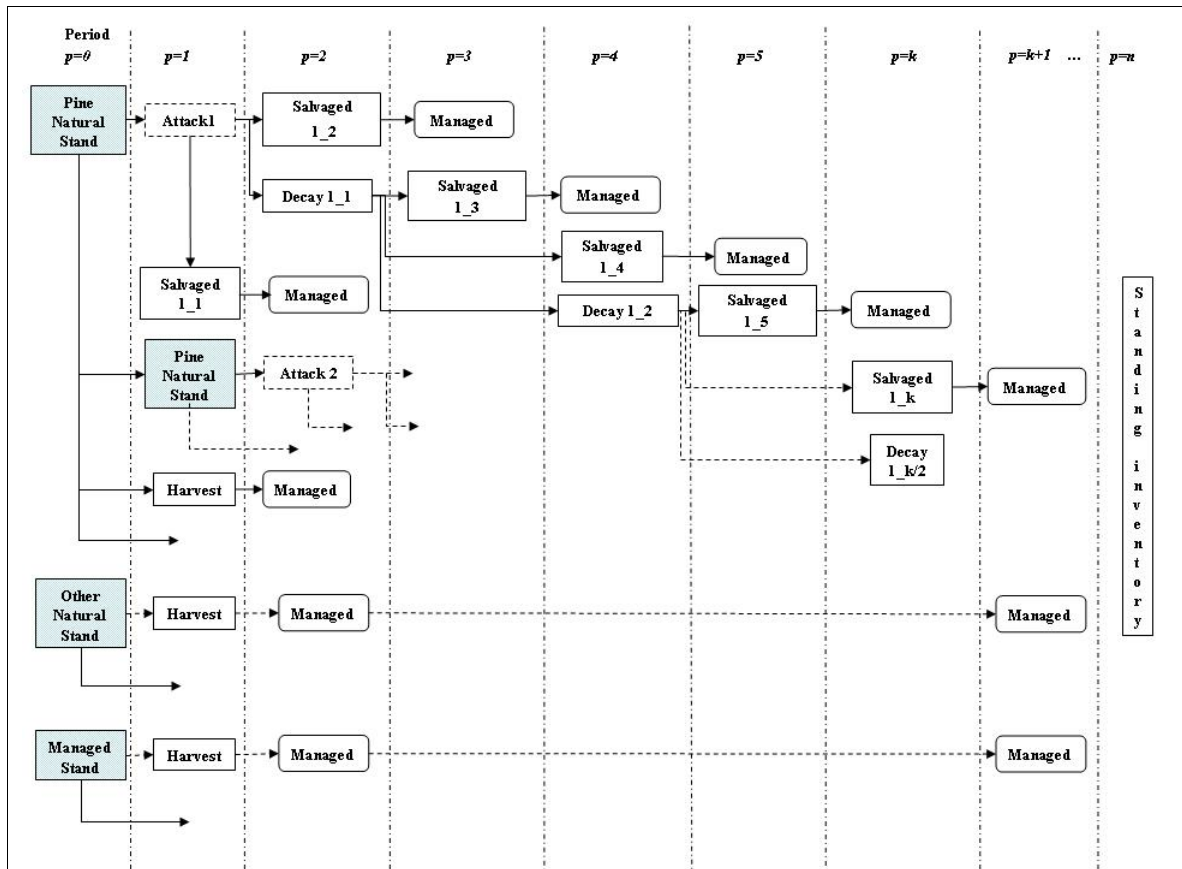 Period
p=0 p=1 p=2 p=3 p=4 p=5 p=k p=k+1 ... p=n
Pine
Natural
Stand
Attack1
Salvaged
1_2
Managed
Decay 1_1
Salvaged
1_3
Managed
Salvaged
1_4
Managed
Salvaged
1_1
Managed
Decay 1_2
Salvaged
1_5
Managed
Pine
Natural
Stand
Attack 2
Salvaged
1_k
Managed
Decay
1_k/2
Harvest
Managed
Other
Natural
Stand
Harvest
Managed
Managed
Managed
Stand
Harvest
Managed
Managed
Standing inventory